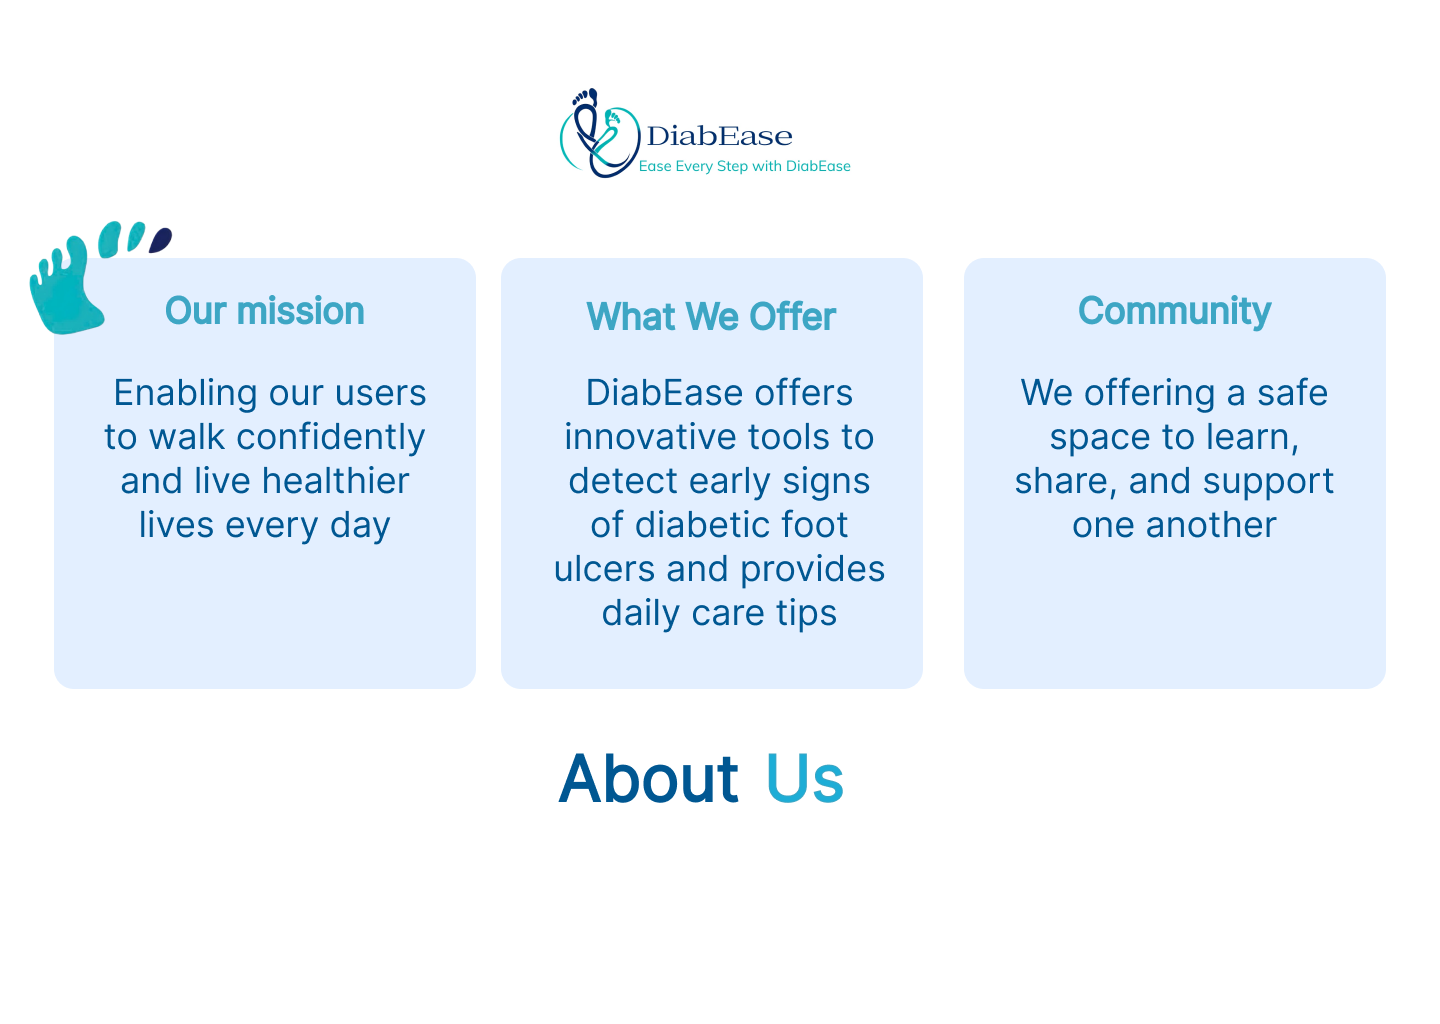 DiabEase
Ease Every Step with DiabEase
Our mission
Enabling our users
to walk confidently
and live healthier
lives every day
What We Offer
DiabEase offers
innovative tools to
detect early signs
of diabetic foot
ulcers and provides
daily care tips
Community
We offering a safe
space to learn,
share, and support
one another
About Us